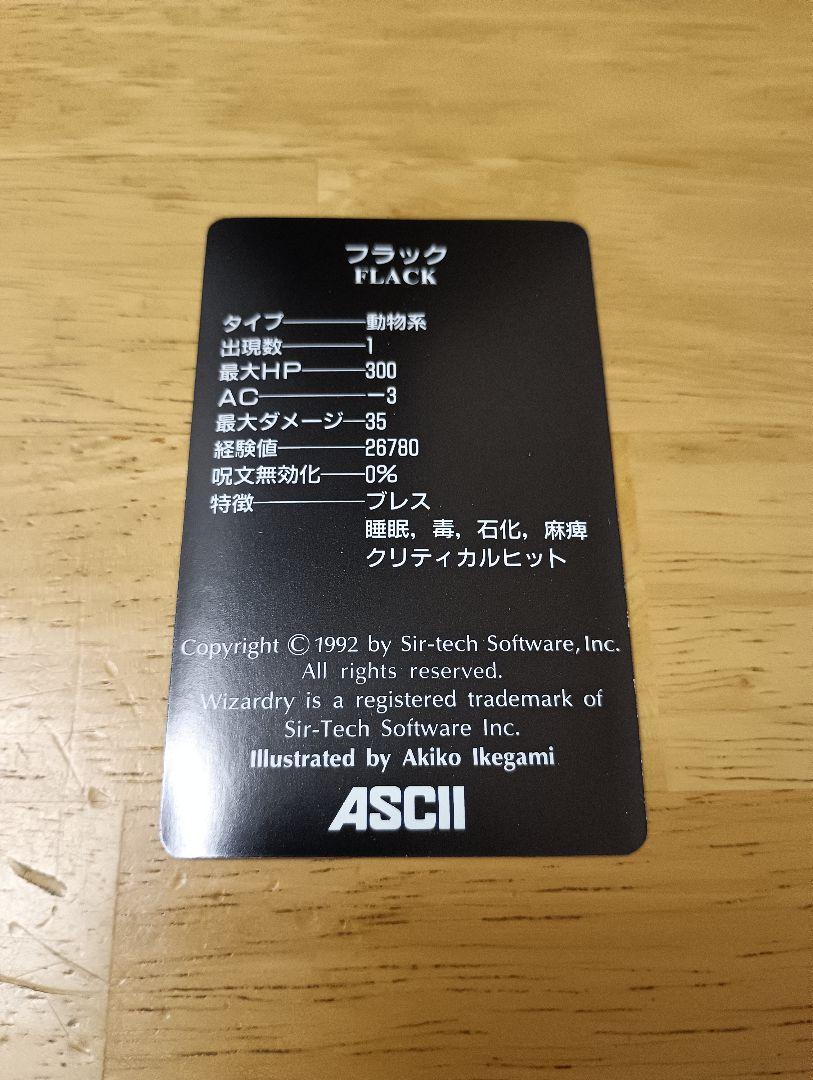 フラック
FLACK
タイプ 動物系
出現数 1
最大HP 300
AC −3
最大ダメージ 35
経験値 26780
呪文無効化 0%
特徴 ブレス
睡眠，毒，石化，麻痺
クリティカルヒット
Copyright © 1992 by Sir-tech Software, Inc.
All rights reserved.
Wizardry is a registered trademark of
Sir-Tech Software Inc.
Illustrated by Akiko Ikegami
ASCII